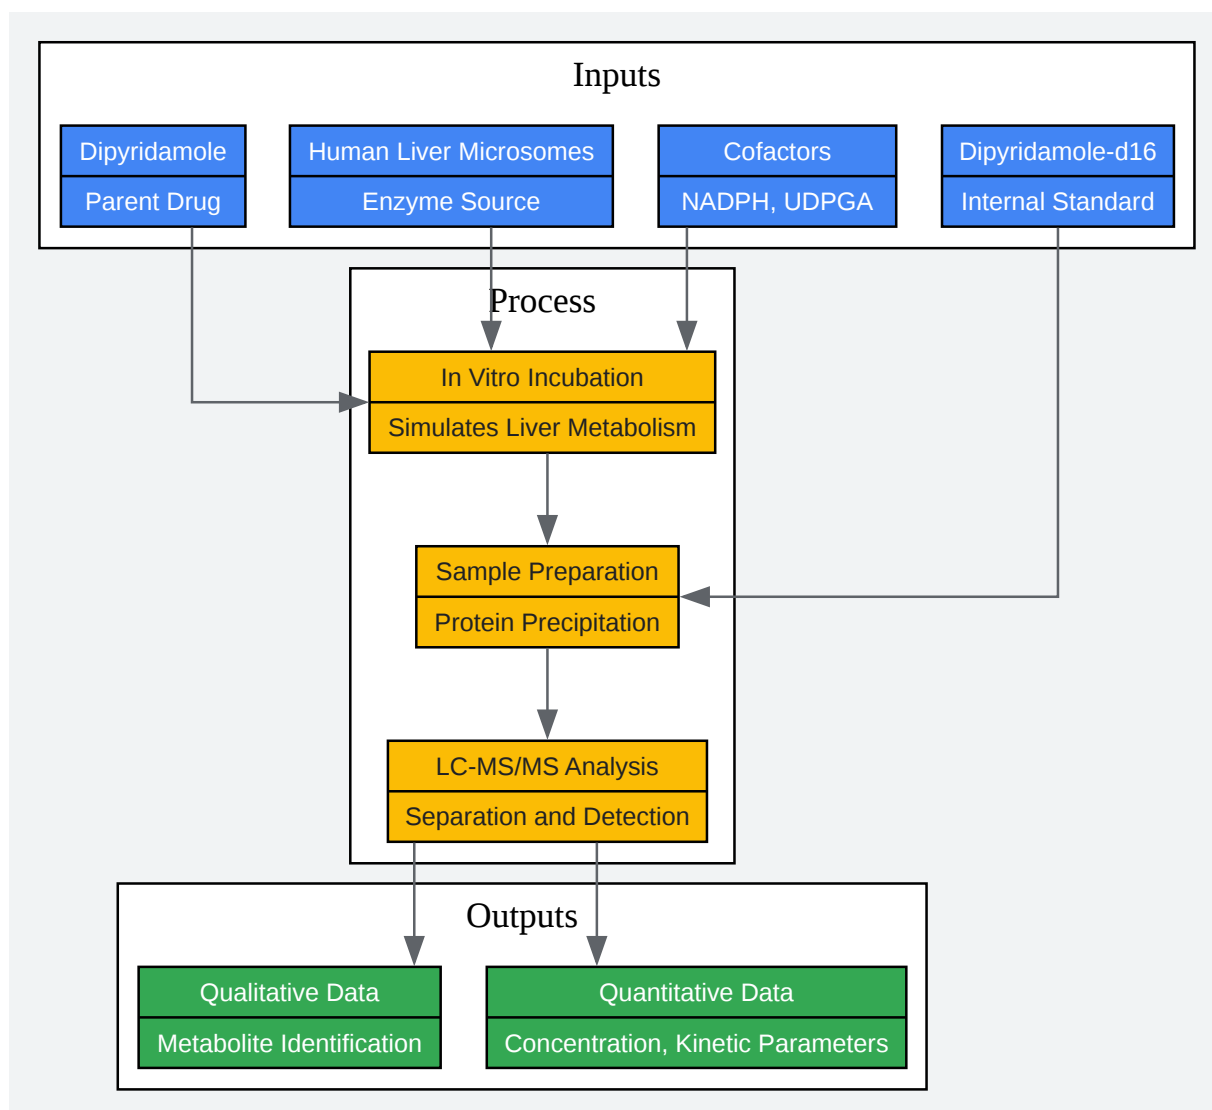 Inputs
Dipyridamole
Parent Drug
Human Liver Microsomes
Enzyme Source
Cofactors
NADPH, UDPGA
Dipyridamole-d16
Internal Standard
Process
In Vitro Incubation
Simulates Liver Metabolism
Sample Preparation
Protein Precipitation
LC-MS/MS Analysis
Separation and Detection
Outputs
Qualitative Data
Metabolite Identification
Quantitative Data
Concentration, Kinetic Parameters